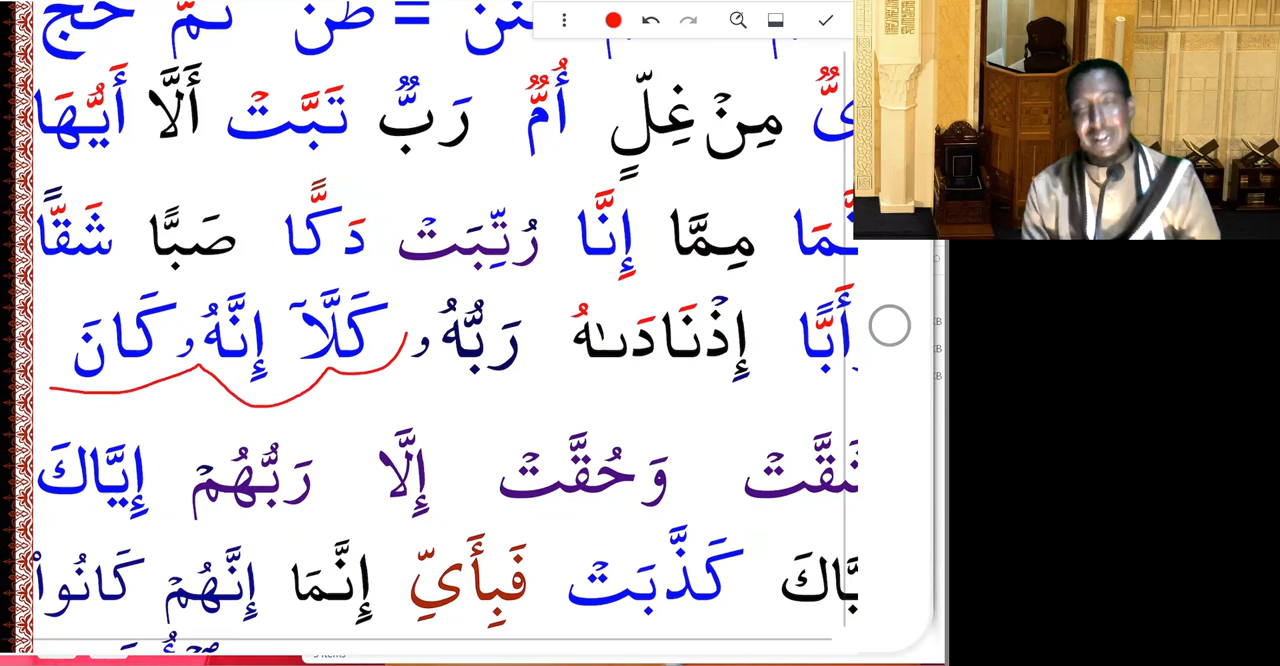 = طن ثم حج
مِنْ غِلٍّ أُمٌّ رَبٌّ تَبَّتْ أَلَّا أَيُّهَا
مِمَّا إِنَّا رُتِّبَتْ دَكًّا صَبًّا شَقًّا
أَبًّا إِذْنَادَىٰهُ رَبُّهُۥ كَلَّآ إِنَّهُۥ كَانَ
وَحُقَّتْ إِلَّا رَبُّهُمْ إِيَّاكَ
كَذَّبَتْ فَبِأَيِّ إِنَّمَا إِنَّهُمْ كَانُوا